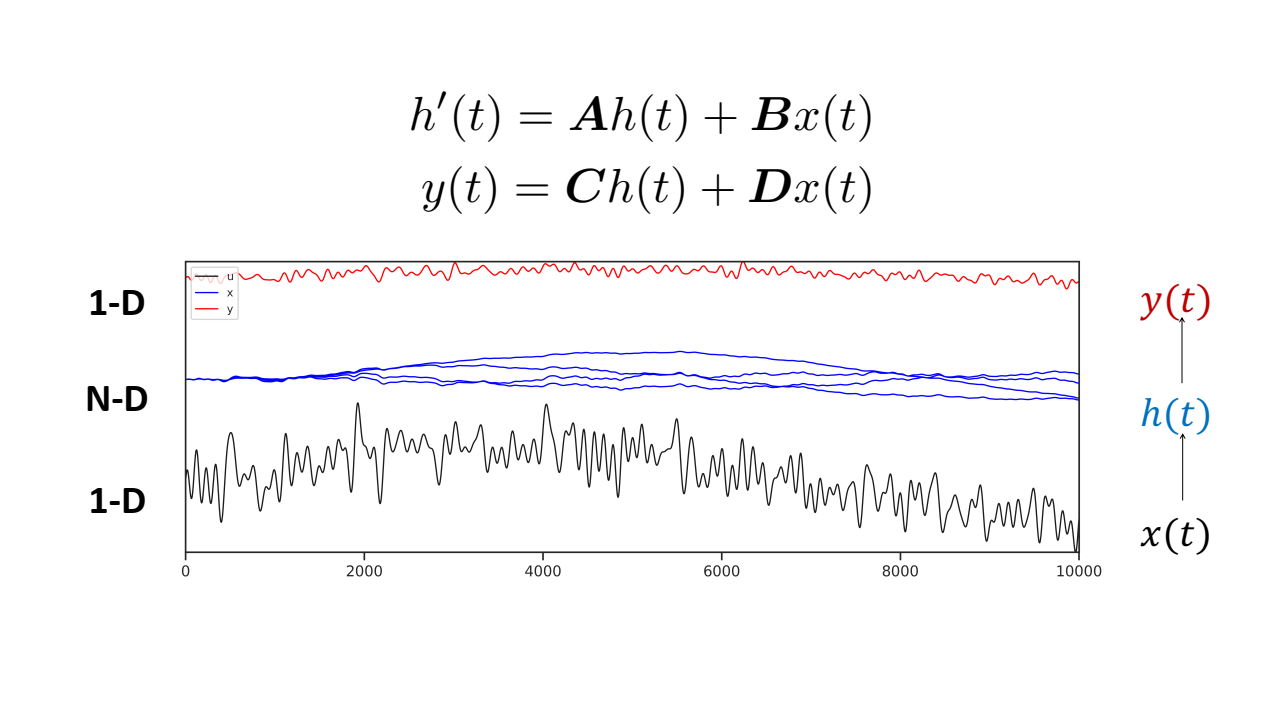 h′(t) = Ah(t) + Bx(t)
y(t) = Ch(t) + Dx(t)
u
x
y
1-D
N-D
1-D
y(t)
h(t)
x(t)
0 2000 4000 6000 8000 10000